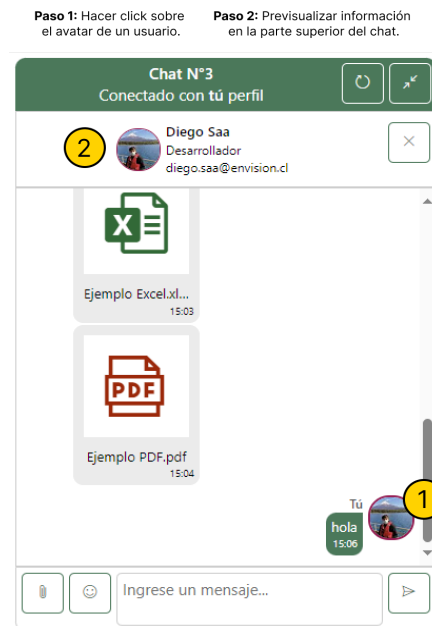 Paso 1: Hacer click sobre
el avatar de un usuario.
Paso 2: Previsualizar información
en la parte superior del chat.
Chat N°3
Conectado con tú perfil
2
Diego Saa
Desarrollador
diego.saa@envision.cl
Ejemplo Excel.xl...
15:03
PDF
Ejemplo PDF.pdf
15:04
Tú
1
hola
15:06
Ingrese un mensaje...